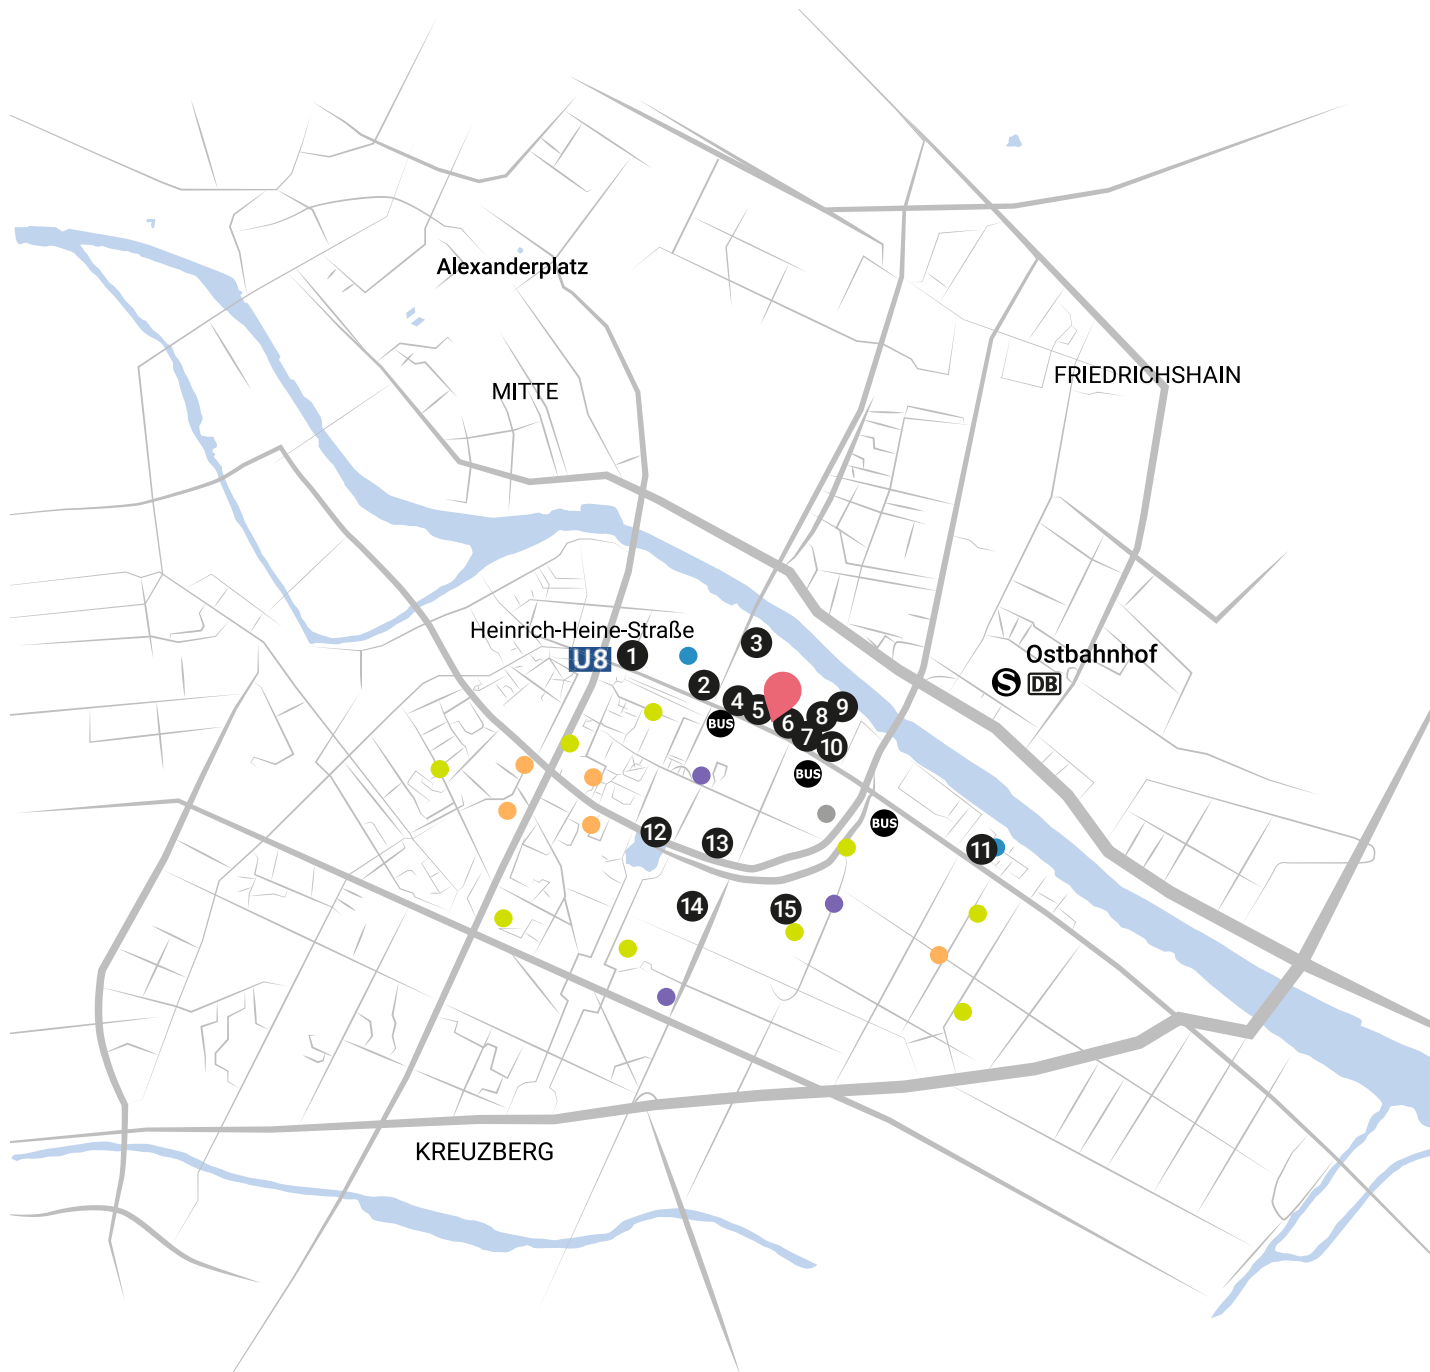 Alexanderplatz
FRIEDRICHSHAIN
MITTE
Heinrich-Heine-Straße
U8
1
3
Ostbahnhof
S
DB
2
4
5
6
8
9
BUS
7
10
BUS
BUS
12
13
11
14
15
KREUZBERG